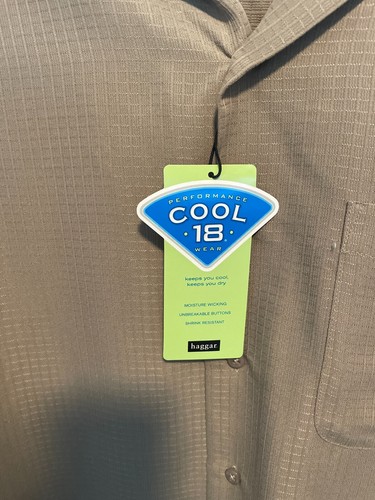 PERFORMANCE
COOL
18
WEAR
keeps you cool,
keeps you dry
MOISTURE WICKING
UNBREAKABLE BUTTONS
SHRINK RESISTANT
haggar